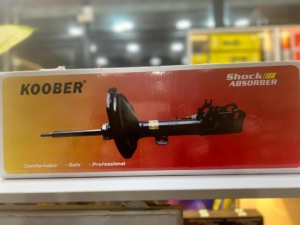 KOOBER®
Shock
ABSORBER
- Comfortable - Safe - Professional